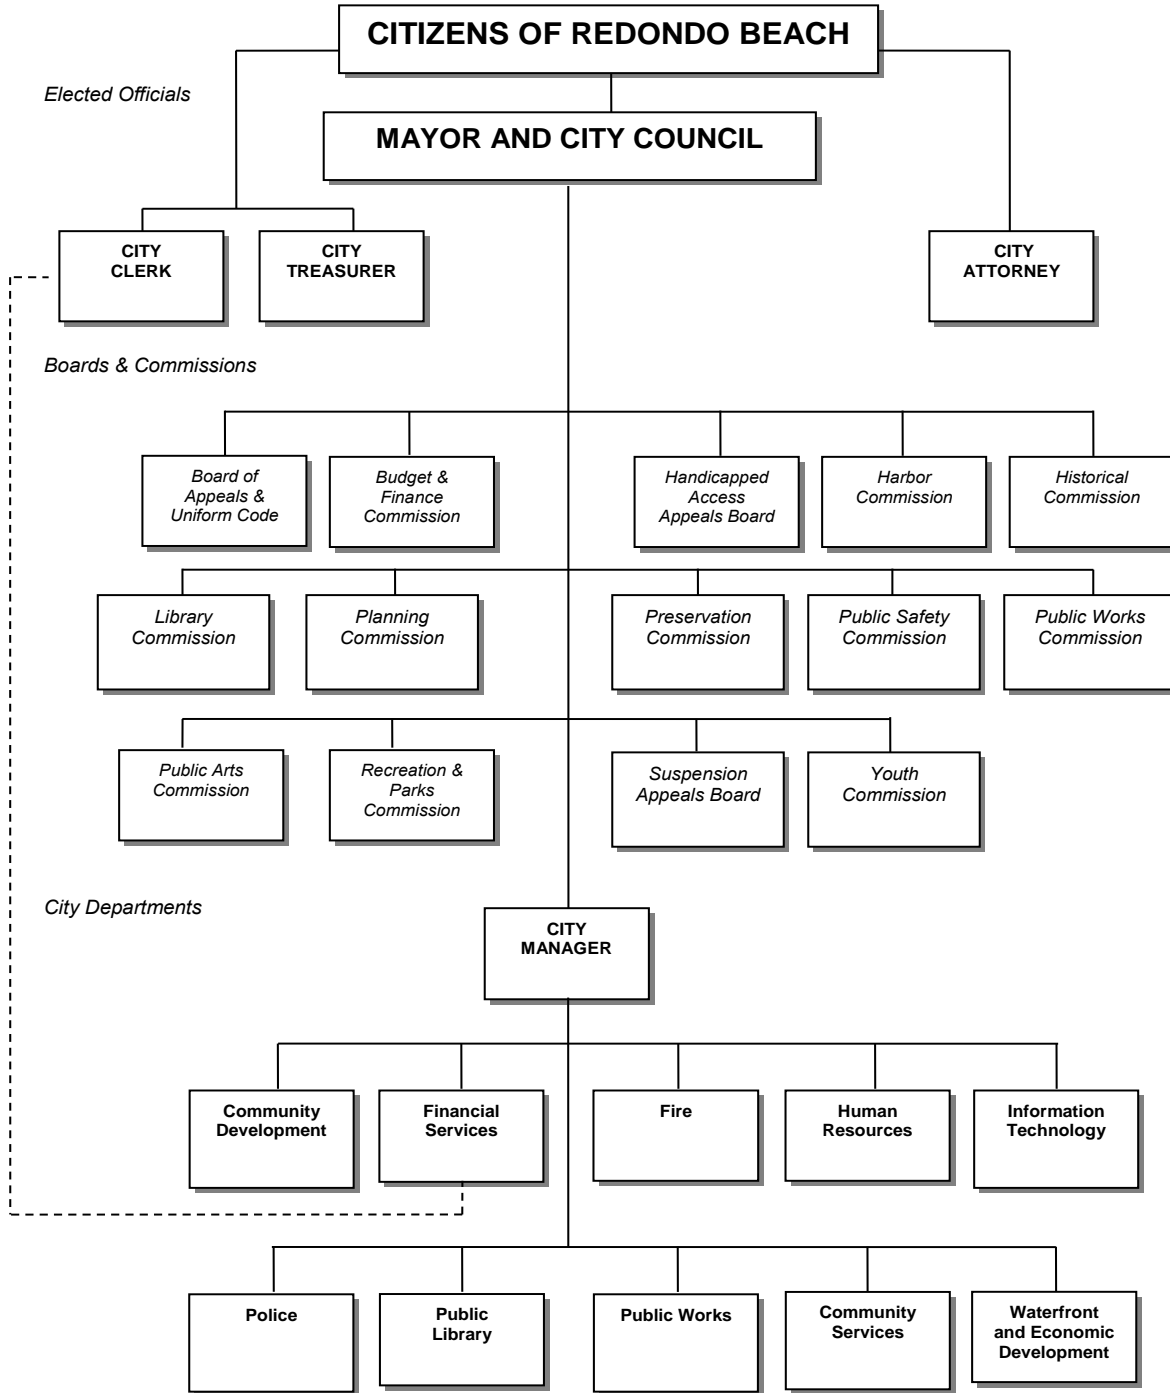 CITIZENS OF REDONDO BEACH
Elected Officials
MAYOR AND CITY COUNCIL
CITY
CLERK
CITY
TREASURER
CITY
ATTORNEY
Boards & Commissions
Board of
Appeals &
Uniform Code
Budget &
Finance
Commission
Handicapped
Access
Appeals Board
Harbor
Commission
Historical
Commission
Library
Commission
Planning
Commission
Preservation
Commission
Public Safety
Commission
Public Works
Commission
Public Arts
Commission
Recreation &
Parks
Commission
Suspension
Appeals Board
Youth
Commission
City Departments
CITY
MANAGER
Community
Development
Financial
Services
Fire
Human
Resources
Information
Technology
Police
Public
Library
Public Works
Community
Services
Waterfront
and Economic
Development